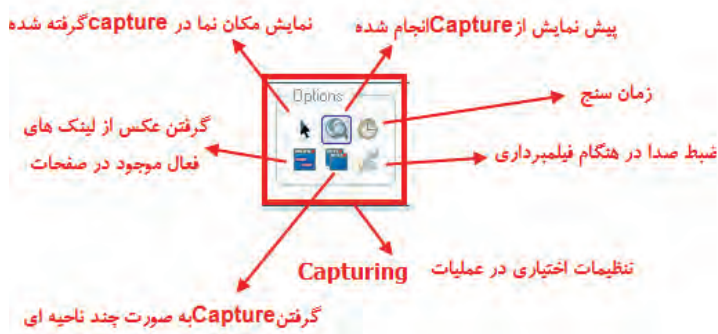 نمایش مکان نما در capture گرفته شده
پیش نمایش از Capture انجام شده
Options
زمان سنج
گرفتن عکس از لینک های
فعال موجود در صفحات
ضبط صدا در هنگام فیلمبرداری
تنظیمات اختیاری در عملیات Capturing
گرفتن Capture به صورت چند ناحیه ای